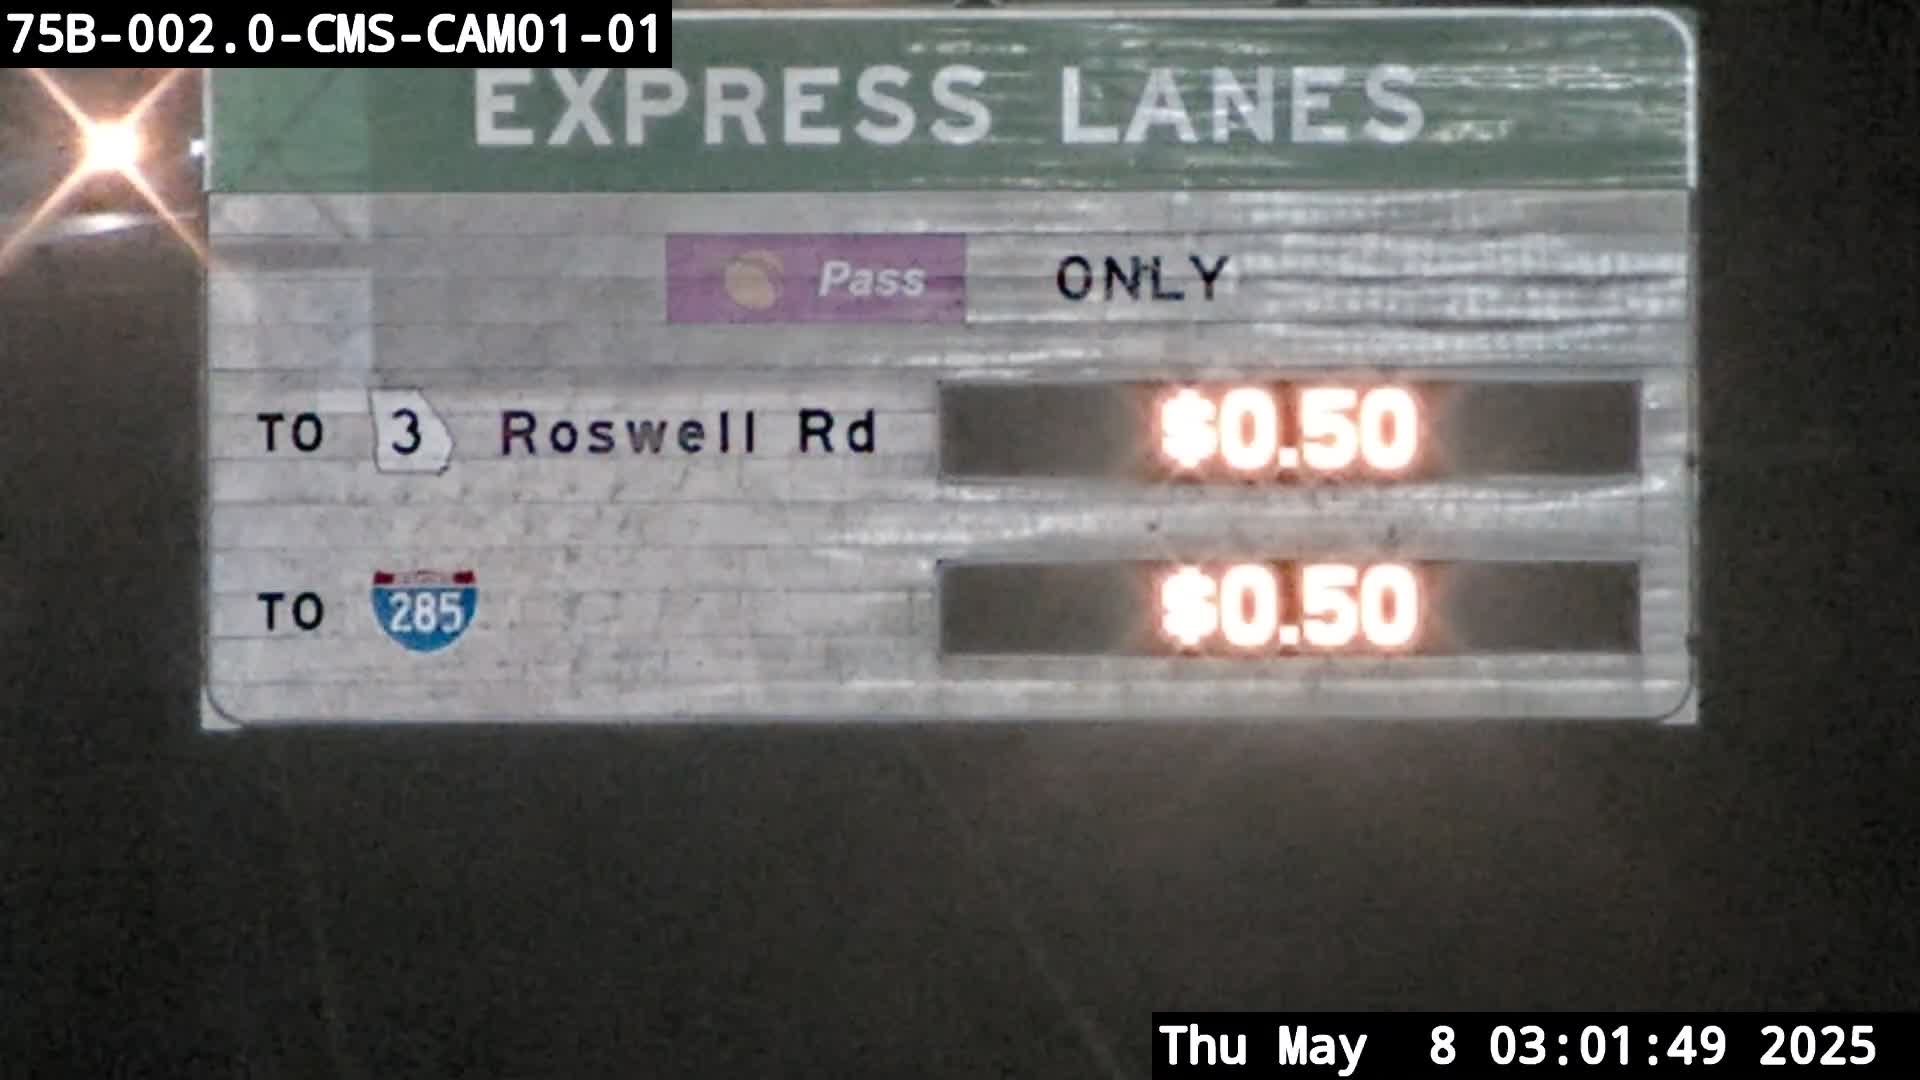 75B-002.0-CMS-CAM01-01
EXPRESS LANES
Pass ONLY
TO 3 Roswell Rd $0.50
TO 285 $0.50
Thu May 8 03:01:49 2025